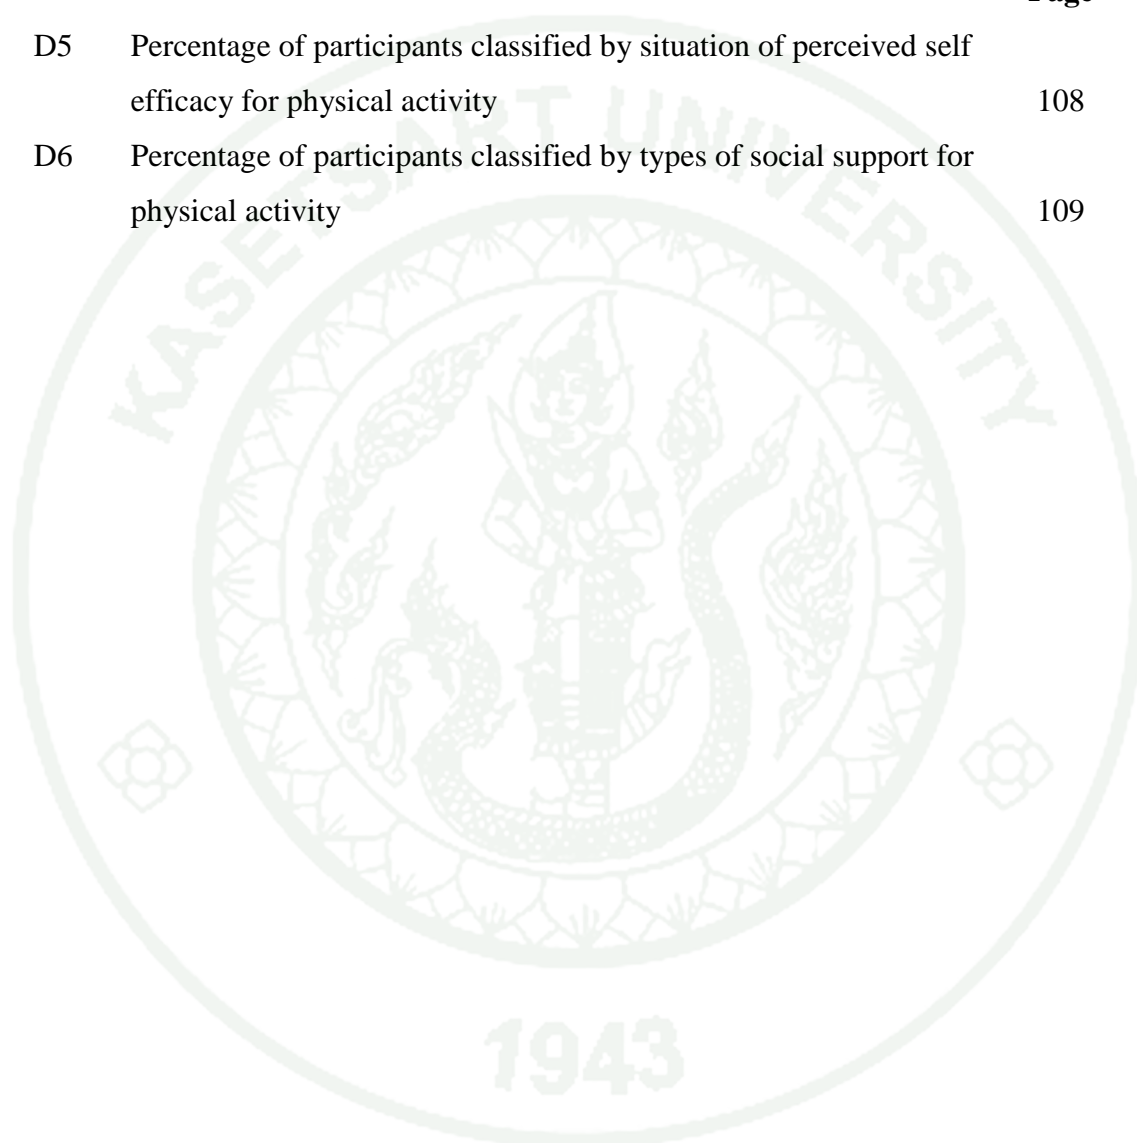 Page
D5 Percentage of participants classified by situation of perceived self
efficacy for physical activity 108
D6 Percentage of participants classified by types of social support for
physical activity 109
KASETSART UNIVERSITY
1943